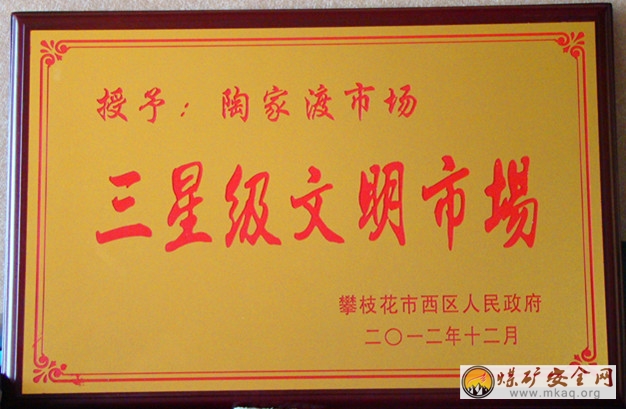 授予：陶家渡市场
三星级文明市場
攀枝花市西区人民政府
二〇一二年十二月
煤矿安全网
www.mkaq.org